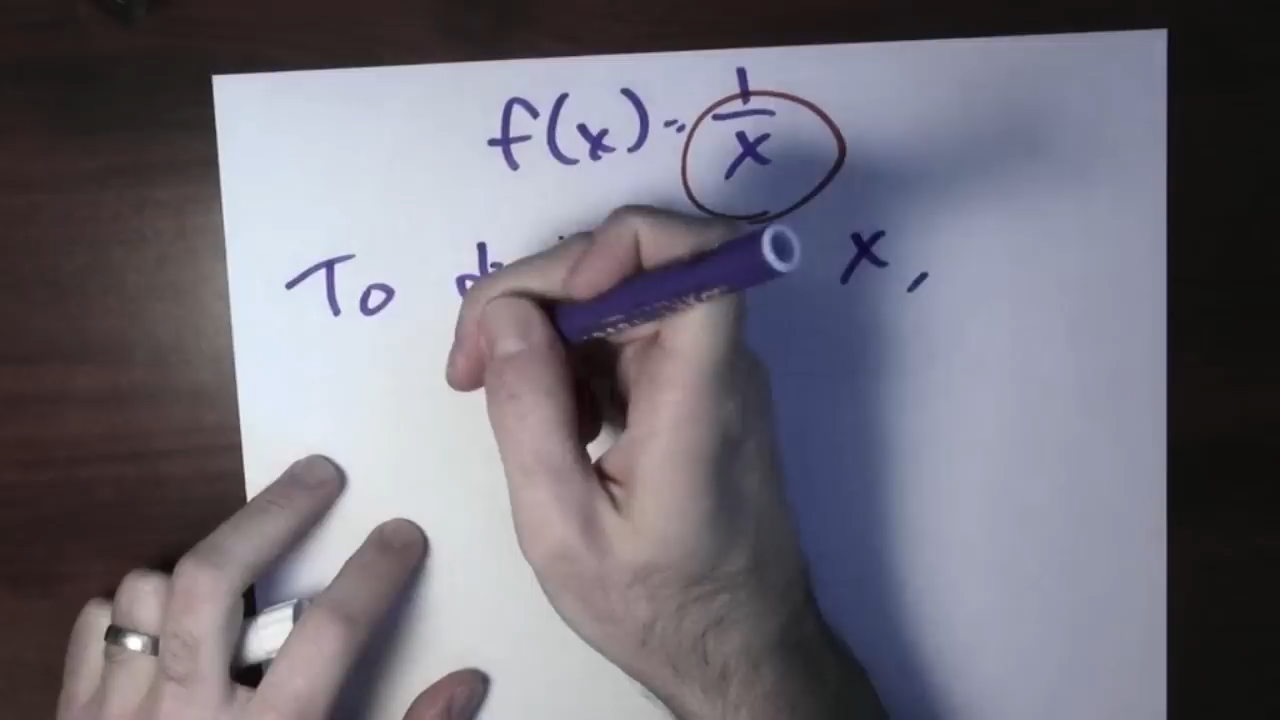 f(x) = 1/x
To x,